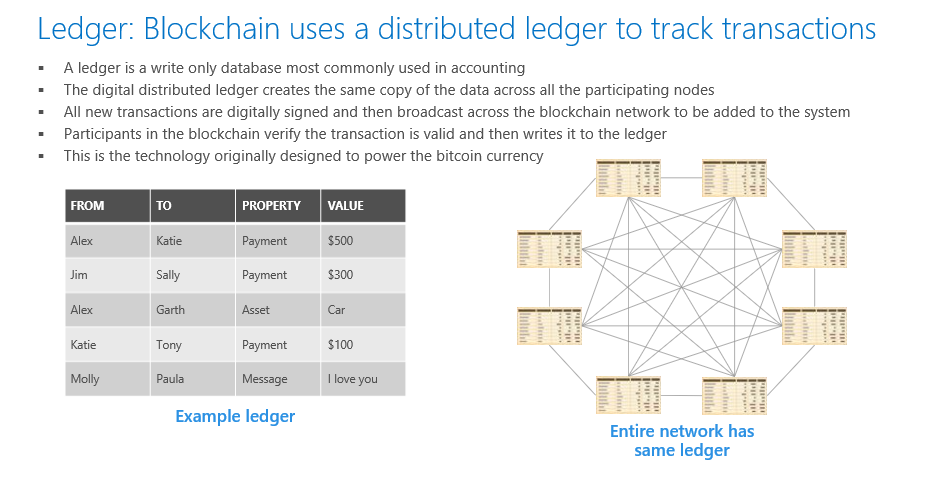 Ledger: Blockchain uses a distributed ledger to track transactions
▪ A ledger is a write only database most commonly used in accounting
▪ The digital distributed ledger creates the same copy of the data across all the participating nodes
▪ All new transactions are digitally signed and then broadcast across the blockchain network to be added to the system
▪ Participants in the blockchain verify the transaction is valid and then writes it to the ledger
▪ This is the technology originally designed to power the bitcoin currency
FROM TO PROPERTY VALUE
Alex Katie Payment $500
Jim Sally Payment $300
Alex Garth Asset Car
Katie Tony Payment $100
Molly Paula Message I love you
Example ledger
Entire network has
same ledger